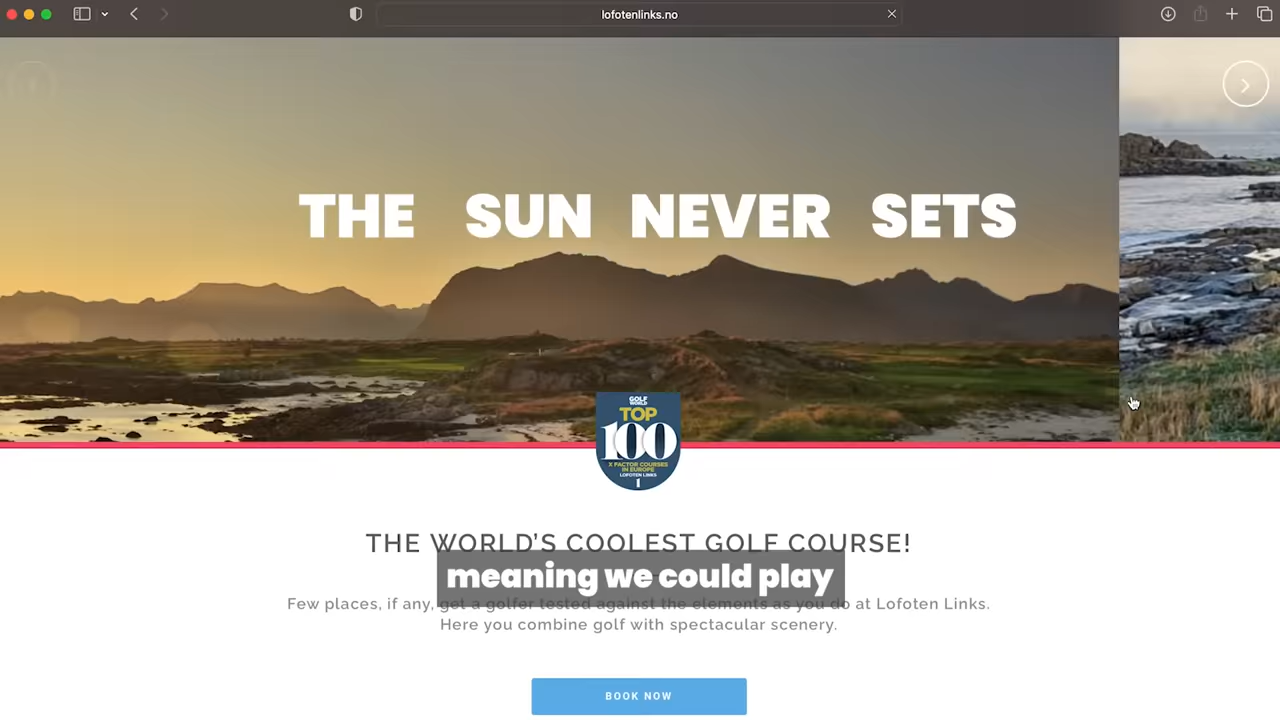 lofotenlinks.no
THE SUN NEVER SETS
GOLF
WORLD
TOP
100
X FACTOR COURSES
IN EUROPE
LOFOTEN LINKS
1
THE WORLD'S COOLEST GOLF COURSE!
meaning we could play
Few places, if any, get a golfer tested against the elements as you do at Lofoten Links.
Here you combine golf with spectacular scenery.
BOOK NOW